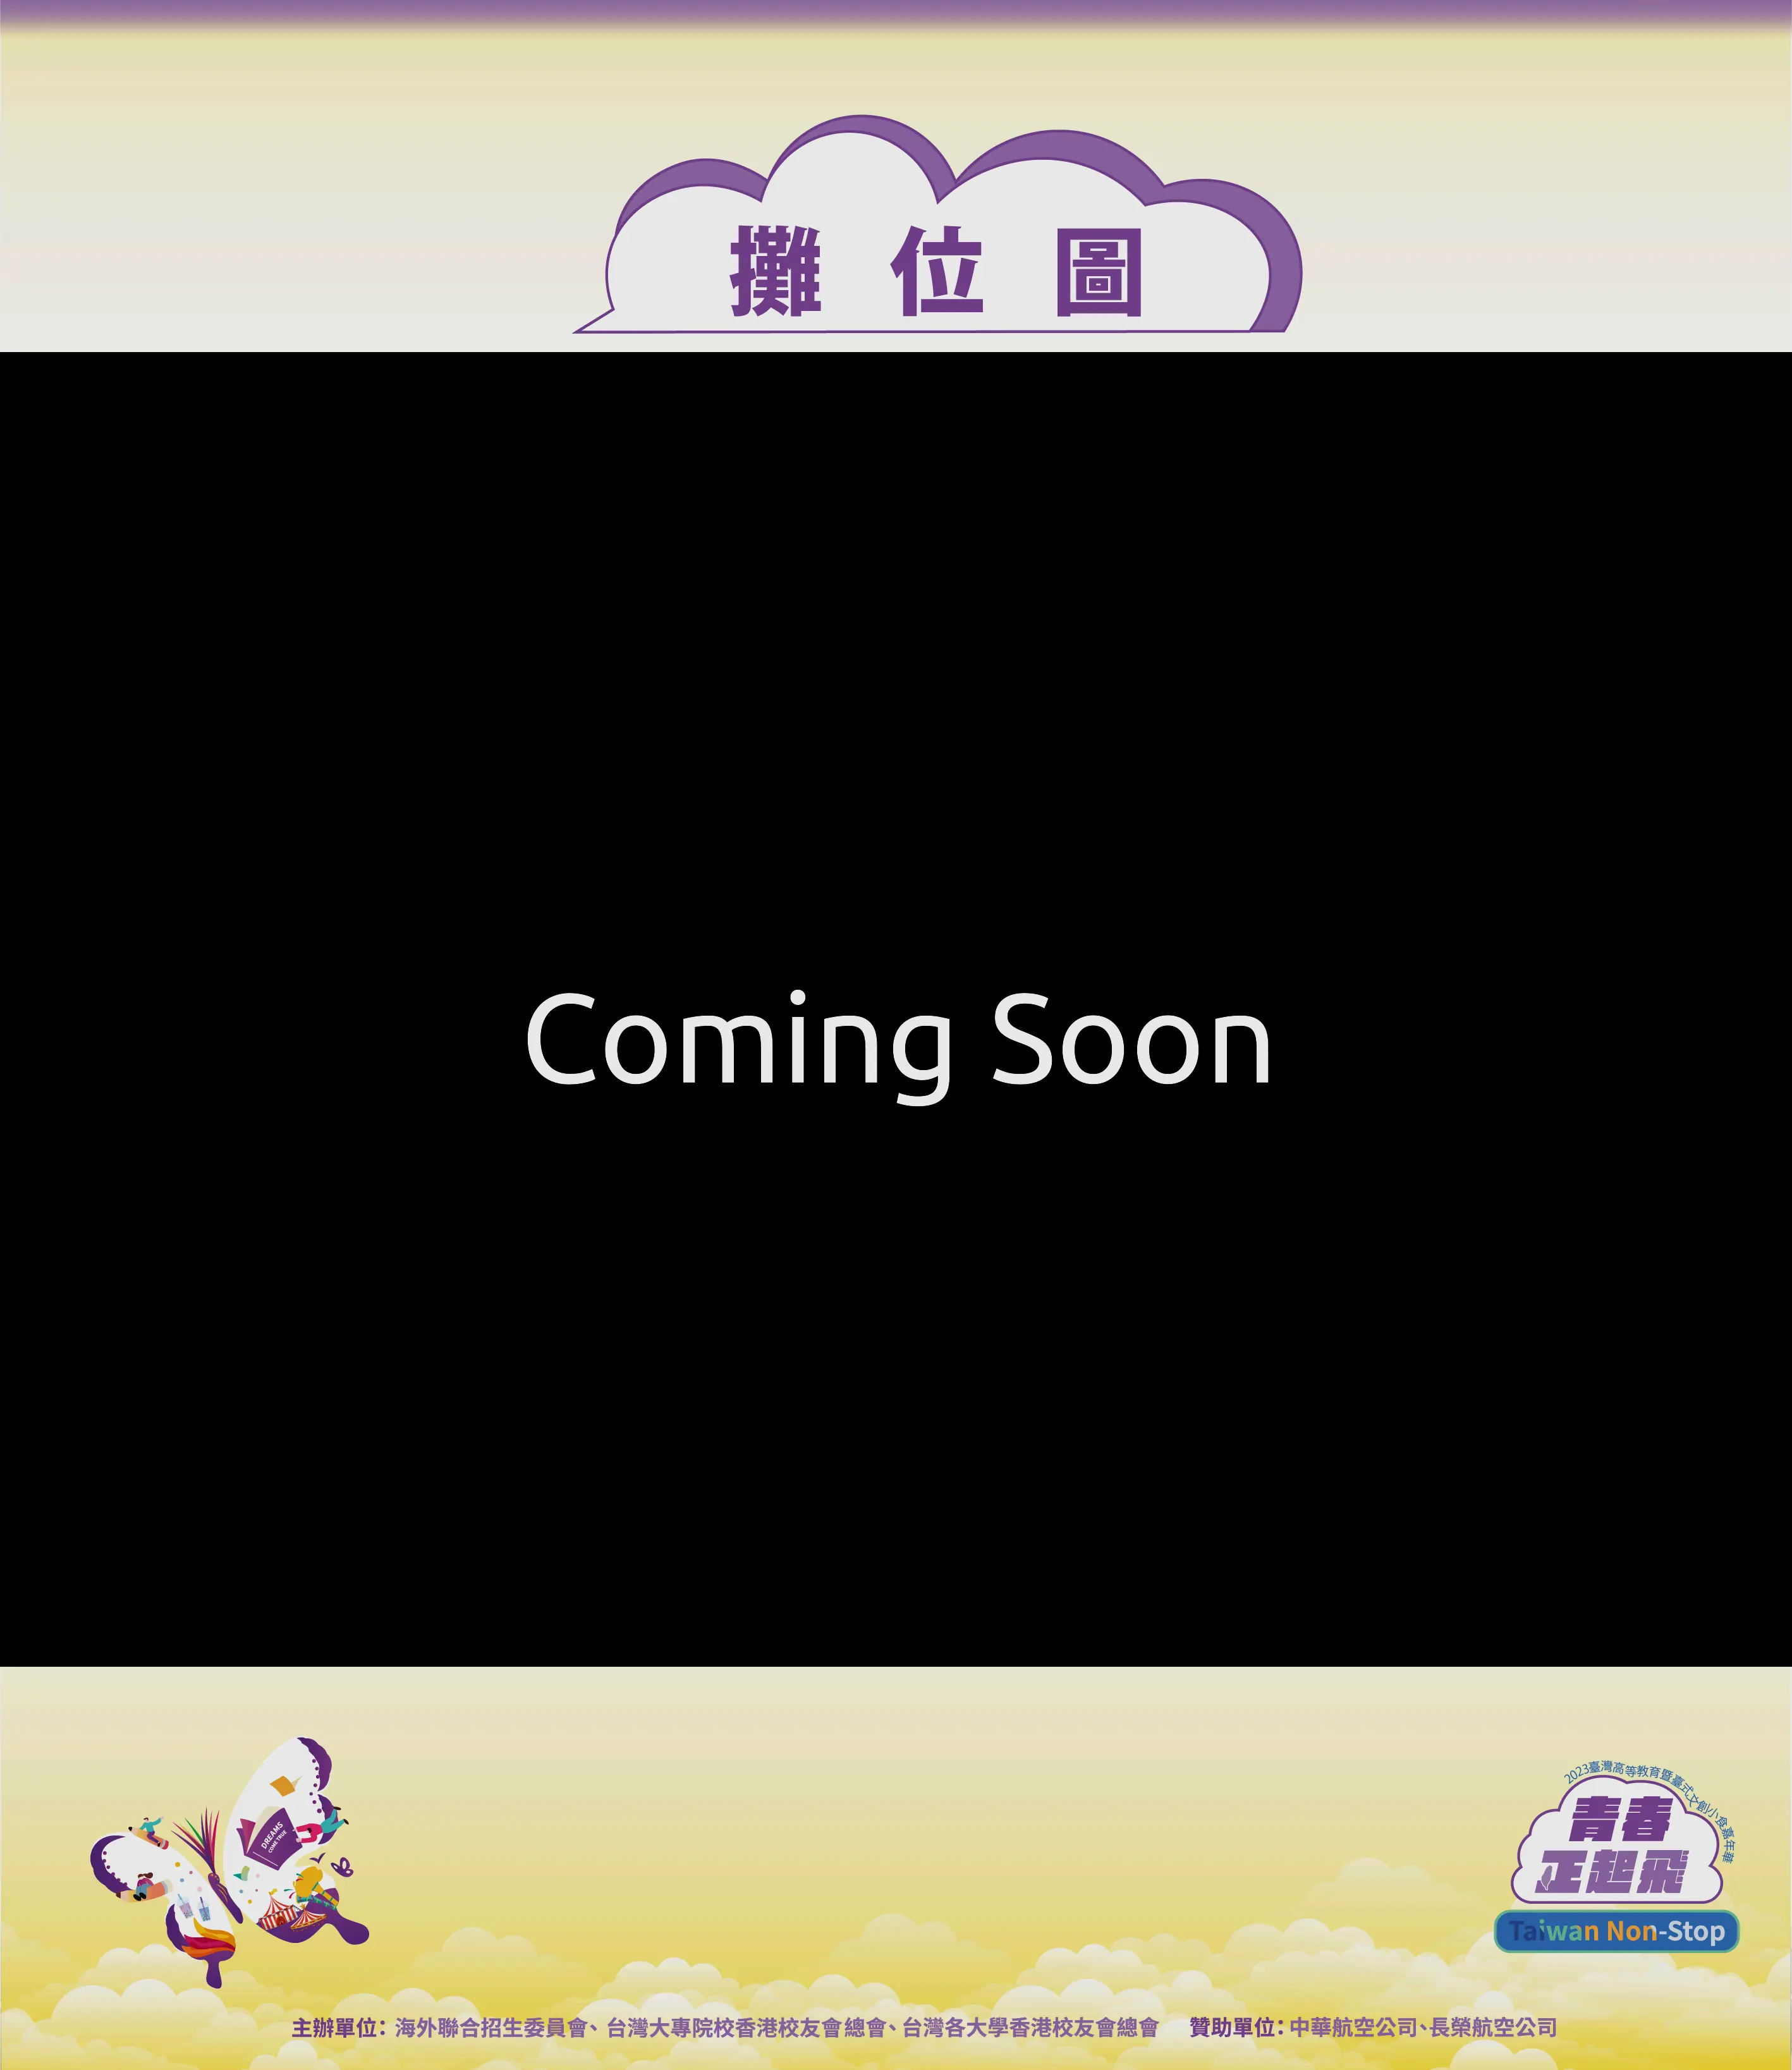 攤位圖
Coming Soon
DREAMS
COME TRUE
2023臺灣高等教育暨臺式文創小食嘉年華
青春
正起飛
Taiwan Non-Stop
主辦單位：海外聯合招生委員會、台灣大專院校香港校友會總會、台灣各大學香港校友會總會 贊助單位：中華航空公司、長榮航空公司